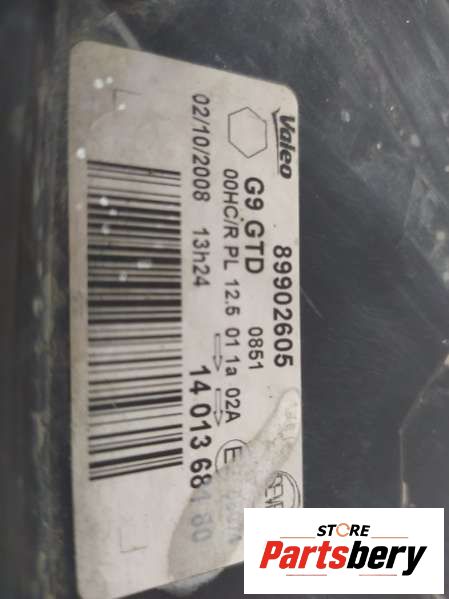 Valeo 89902605
G9 GTD 0851
00HC/R PL 12,5 01 1a 02A E
02/10/2008 13h24
14 013 68 80
STORE
Partsbery